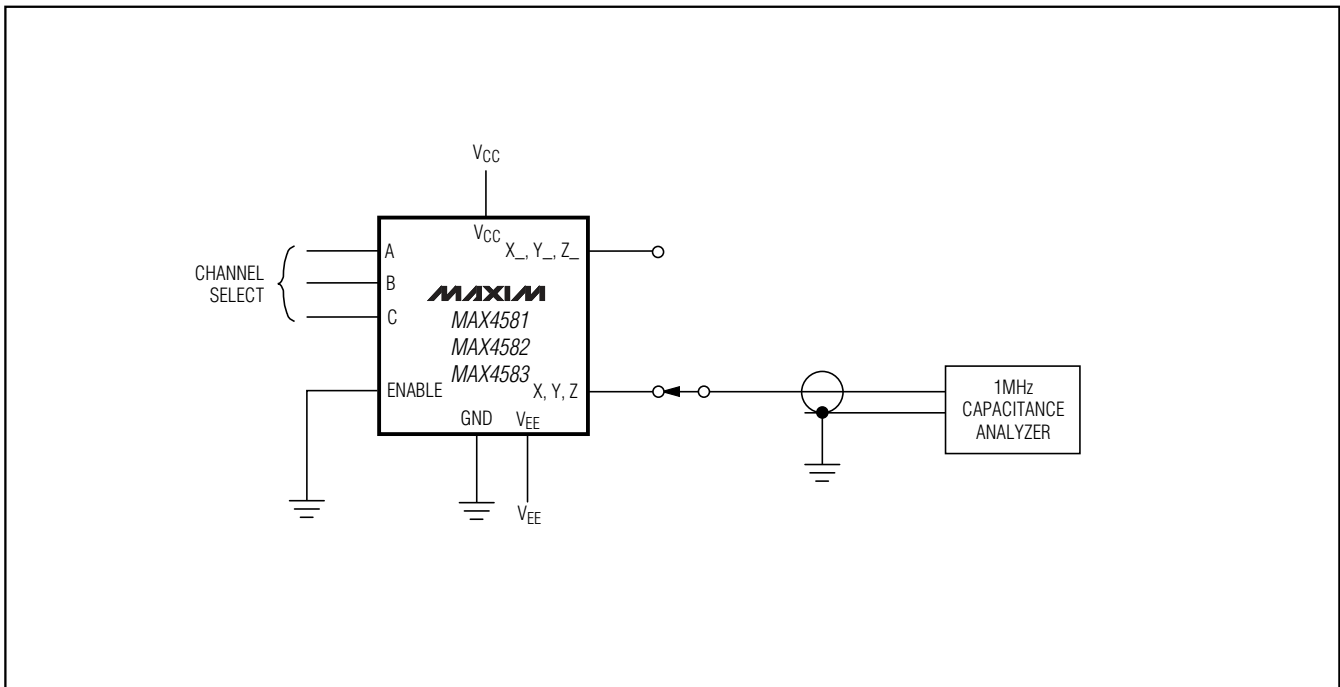 VCC
VCC
A
X_, Y_, Z_
CHANNEL
SELECT
B
MAXIM
C
MAX4581
MAX4582
MAX4583
ENABLE
X, Y, Z
GND
VEE
VEE
1MHz
CAPACITANCE
ANALYZER